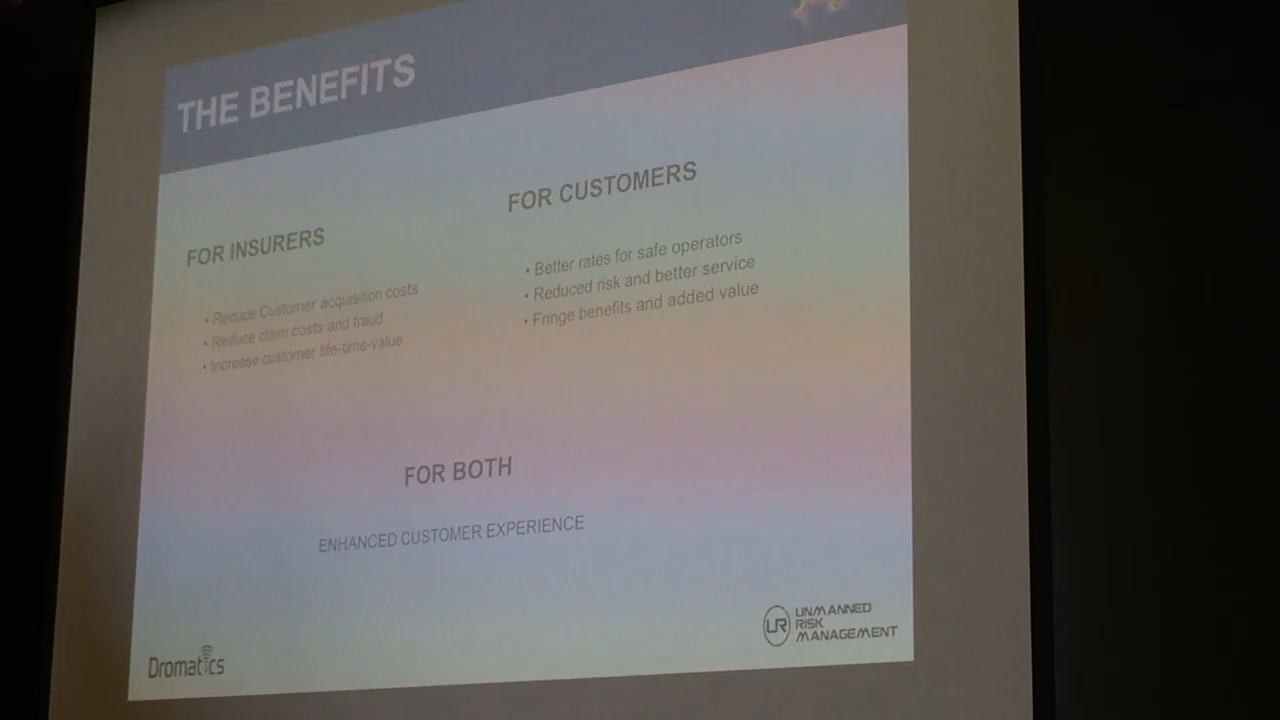 THE BENEFITS
FOR INSURERS
• Reduce Customer acquisition costs
• Reduce claim costs and fraud
• Increase customer life-time-value
FOR CUSTOMERS
• Better rates for safe operators
• Reduced risk and better service
• Fringe benefits and added value
FOR BOTH
ENHANCED CUSTOMER EXPERIENCE
Dromatics
UR
UNMANNED
RISK
MANAGEMENT